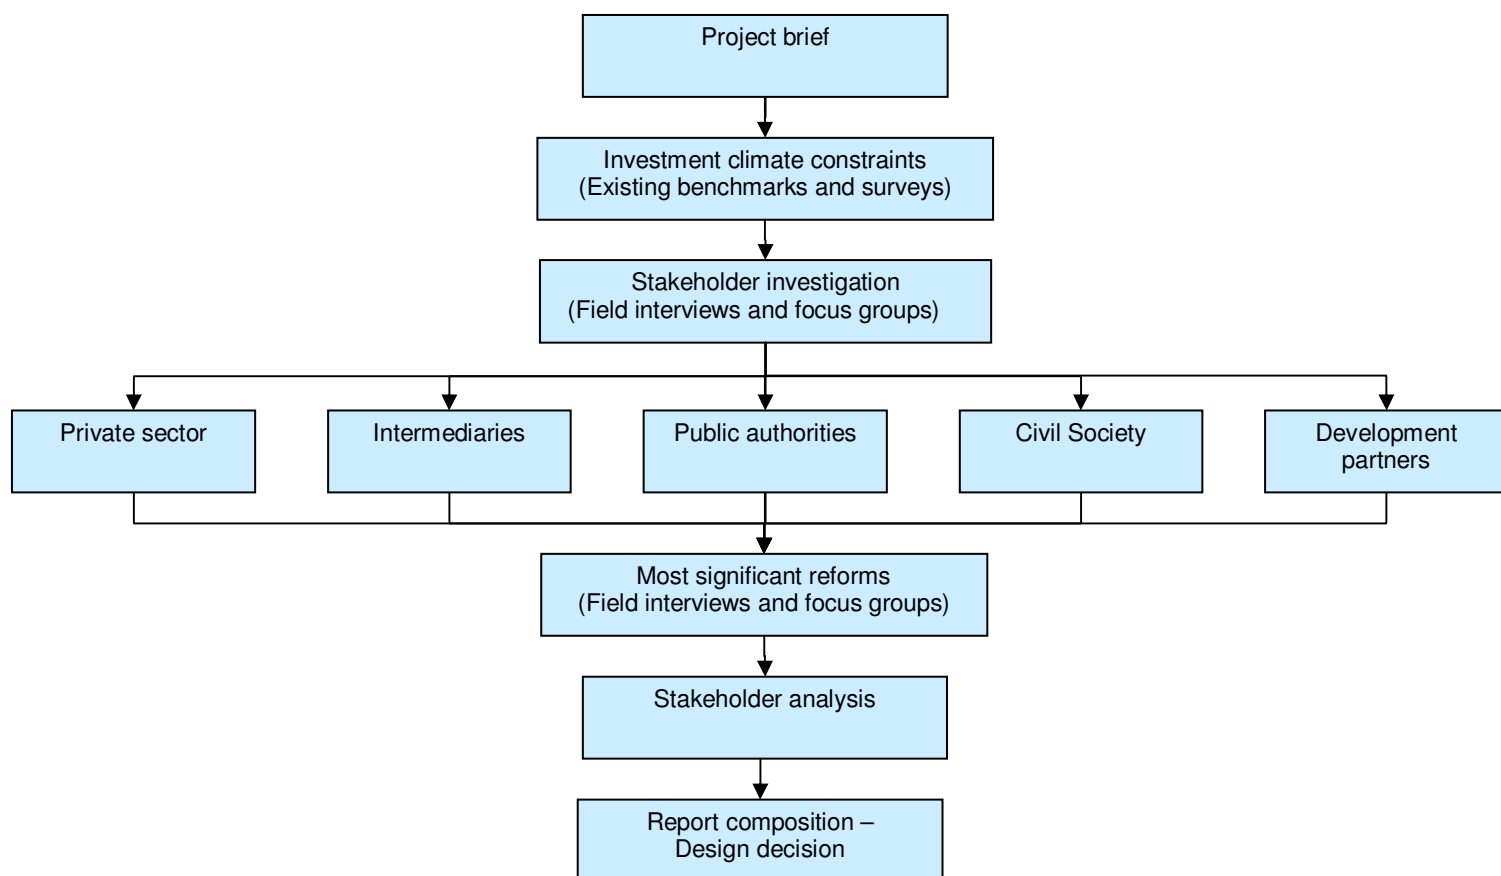 Project brief
Investment climate constraints
(Existing benchmarks and surveys)
Stakeholder investigation
(Field interviews and focus groups)
Private sector
Intermediaries
Public authorities
Civil Society
Development
partners
Most significant reforms
(Field interviews and focus groups)
Stakeholder analysis
Report composition –
Design decision